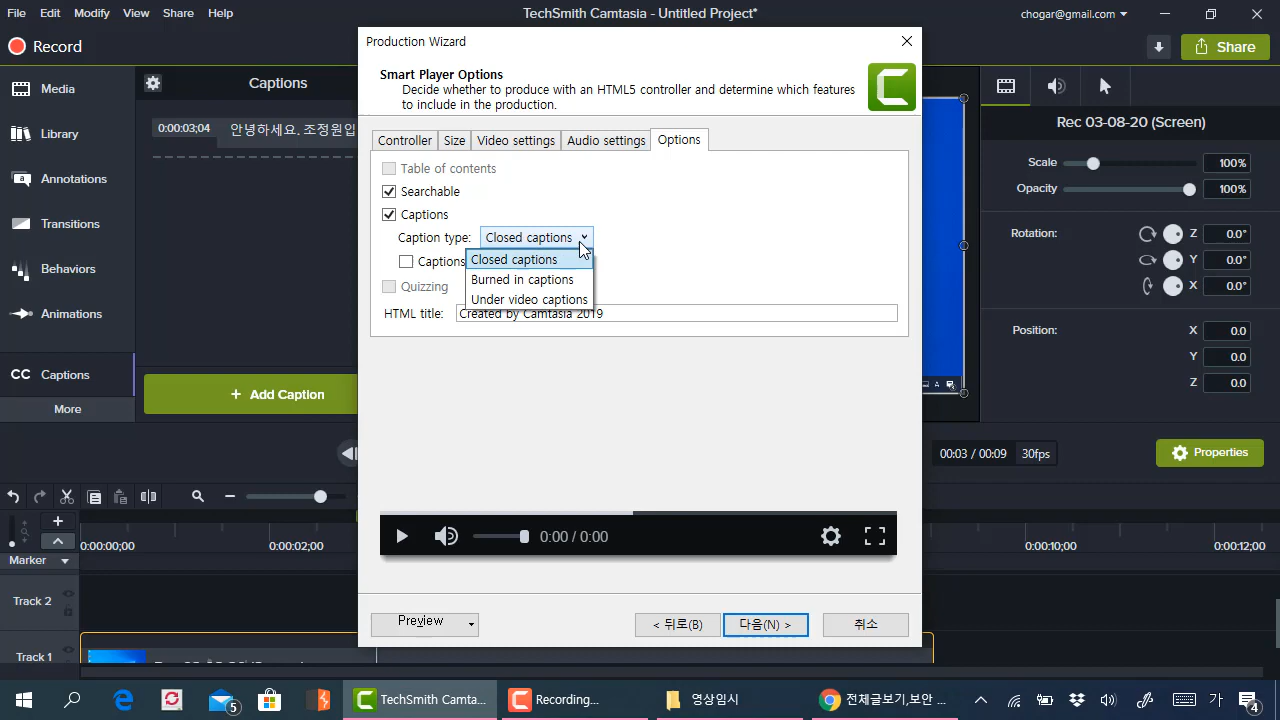 File Edit View Modify Share Help
TechSmith Camtasia - Untitled Project*
chogar@gmail.com
Record
Share
Media
Library
Annotations
Transitions
Behaviors
Animations
CC Captions
More
Captions
0:00:03;04 안녕하세요. 조정원입
+ Add Caption
Production Wizard
Smart Player Options
Decide whether to produce with an HTML5 controller and determine which features
to include in the production.
Controller Size Video settings Audio settings Options
Table of contents
Searchable
Captions
Caption type: Closed captions
Closed captions
Burned in captions
Under video captions
Captions
Quizzing
HTML title: Created by Camtasia 2019
0:00 / 0:00
Preview
< 뒤로(B) 다음(N) > 취소
Rec 03-08-20 (Screen)
Scale 100%
Opacity 100%
Rotation: Z 0.0°
Y 0.0°
X 0.0°
Position: X 0.0
Y 0.0
Z 0.0
00:03 / 00:09 30fps
Properties
0:00:00;00 0:00:02;00 0:00:10;00 0:00:12;00
Marker
Track 2
Track 1
5
TechSmith Camta...
Recording...
영상임시
전체글보기,보안 ...
가
4